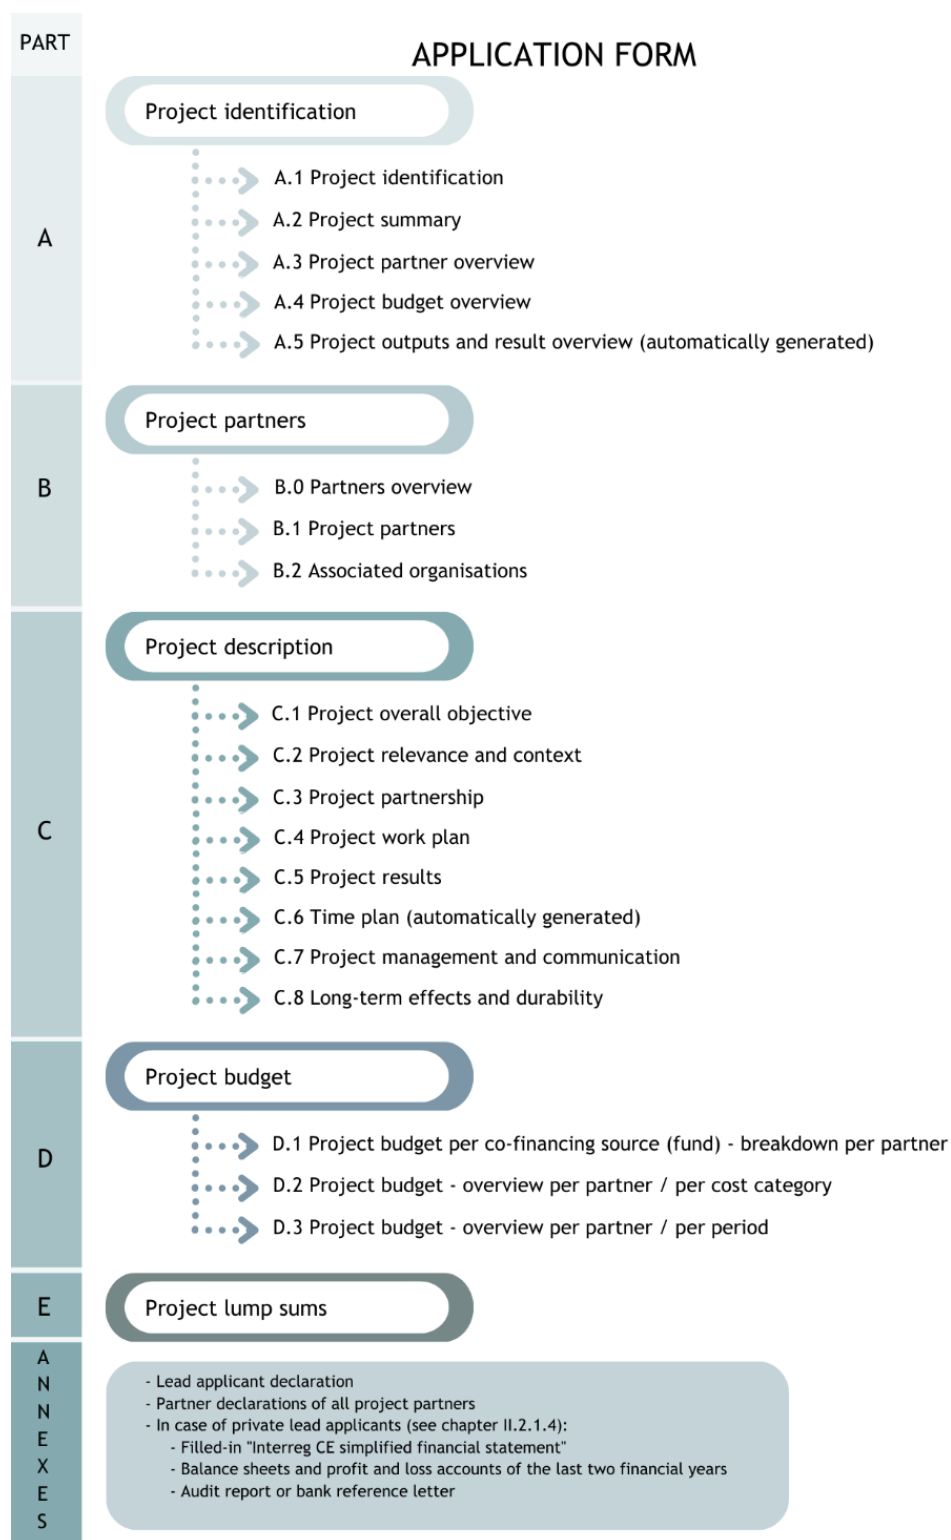 PART
APPLICATION FORM
A
Project identification
A.1 Project identification
A.2 Project summary
A.3 Project partner overview
A.4 Project budget overview
A.5 Project outputs and result overview (automatically generated)
B
Project partners
B.0 Partners overview
B.1 Project partners
B.2 Associated organisations
C
Project description
C.1 Project overall objective
C.2 Project relevance and context
C.3 Project partnership
C.4 Project work plan
C.5 Project results
C.6 Time plan (automatically generated)
C.7 Project management and communication
C.8 Long-term effects and durability
D
Project budget
D.1 Project budget per co-financing source (fund) - breakdown per partner
D.2 Project budget - overview per partner / per cost category
D.3 Project budget - overview per partner / per period
E
Project lump sums
ANNEXES
- Lead applicant declaration
- Partner declarations of all project partners
- In case of private lead applicants (see chapter II.2.1.4):
- Filled-in "Interreg CE simplified financial statement"
- Balance sheets and profit and loss accounts of the last two financial years
- Audit report or bank reference letter